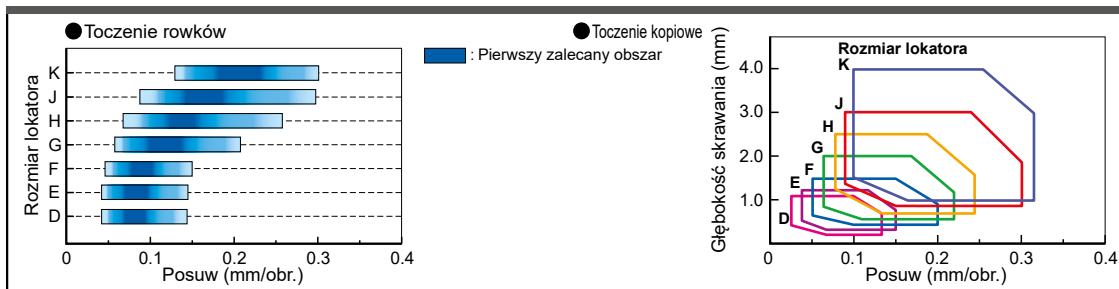 Toczenie rowków
Rozmiar lokatora
K
J
H
G
F
E
D
0
0.1
0.2
0.3
0.4
Posuw (mm/obr.)
: Pierwszy zalecany obszar
Toczenie kopiowe
Głębokość skrawania (mm)
4.0
3.0
2.0
1.0
Rozmiar lokatora
K
J
H
G
F
E
D
0
0.1
0.2
0.3
0.4
Posuw (mm/obr.)